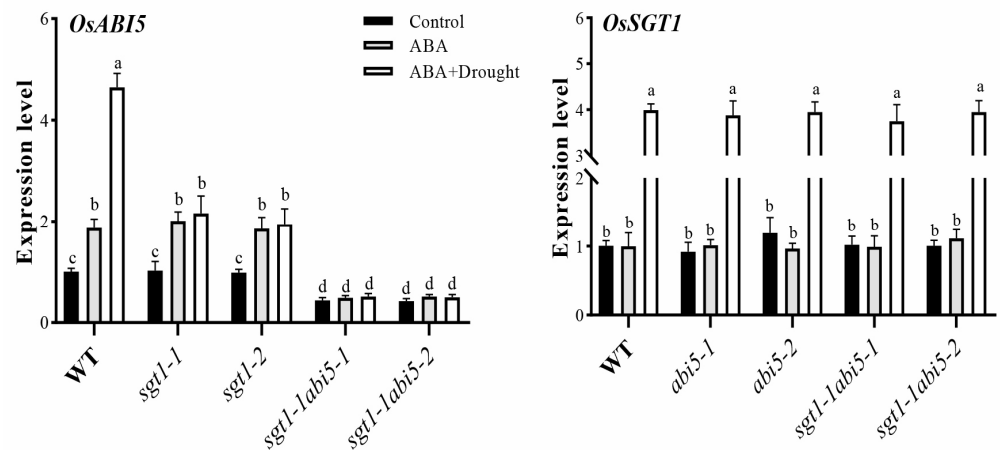 OsABI5
Control
ABA
ABA+Drought
Expression level
6
4
2
0
c
b
a
c
b
b
c
b
b
d
d
d
d
d
d
WT
sgt1-1
sgt1-2
sgt1-1abi5-1
sgt1-1abi5-2
OsSGT1
Expression level
6
5
4
3
2
1
0
b
b
a
b
b
a
b
b
a
b
b
a
b
b
a
WT
abi5-1
abi5-2
sgt1-1abi5-1
sgt1-1abi5-2